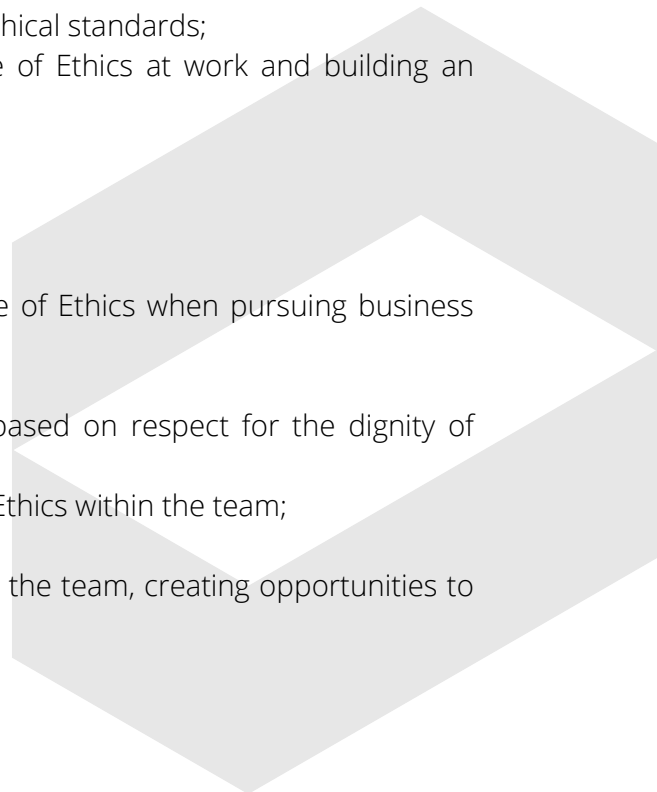 hical standards;
e of Ethics at work and building an
e of Ethics when pursuing business
based on respect for the dignity of
Ethics within the team;
the team, creating opportunities to